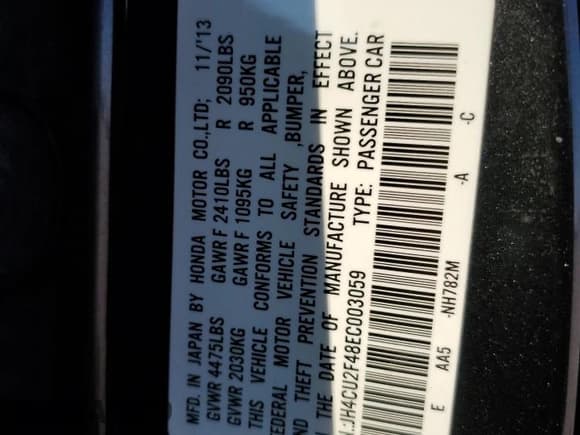 MFD. IN JAPAN BY HONDA MOTOR CO.,LTD; 11/'13
GVWR 4475LBS GAWR F 2410LBS R 2090LBS
GVWR 2030KG GAWR F 1095KG R 950KG
THIS VEHICLE CONFORMS TO ALL APPLICABLE
EDERAL MOTOR VEHICLE SAFETY ,BUMPER,
ND THEFT PREVENTION STANDARDS IN EFFECT
THE DATE OF MANUFACTURE SHOWN ABOVE.
.:JH4CU2F48EC003059 TYPE: PASSENGER CAR
E AA5 -NH782M -A -C